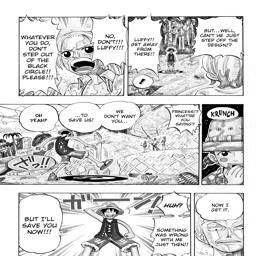 BUT...WELL,
CAN'T HE JUST
STEP OFF THE
DESIGN!?
LUFFY!!
GET AWAY
FROM
THERE!!
NO,
DON'T!!
LUFFY!!!
WHATEVER
YOU DO,
DON'T
STEP OUT
OF THE
BLACK
CIRCLE!!
PLEASE!!!
KRUNCH
PRINCESS!?
WHAT'RE
YOU
SAYING?
WE
DON'T WANT
YOU...
...TO
SAVE US!
OH
YEAH?
NOW I
GET IT.
HUH?
SOMETHING
WAS WRONG
WITH ME
JUST THEN!!
BUT I'LL
SAVE YOU
NOW!!!